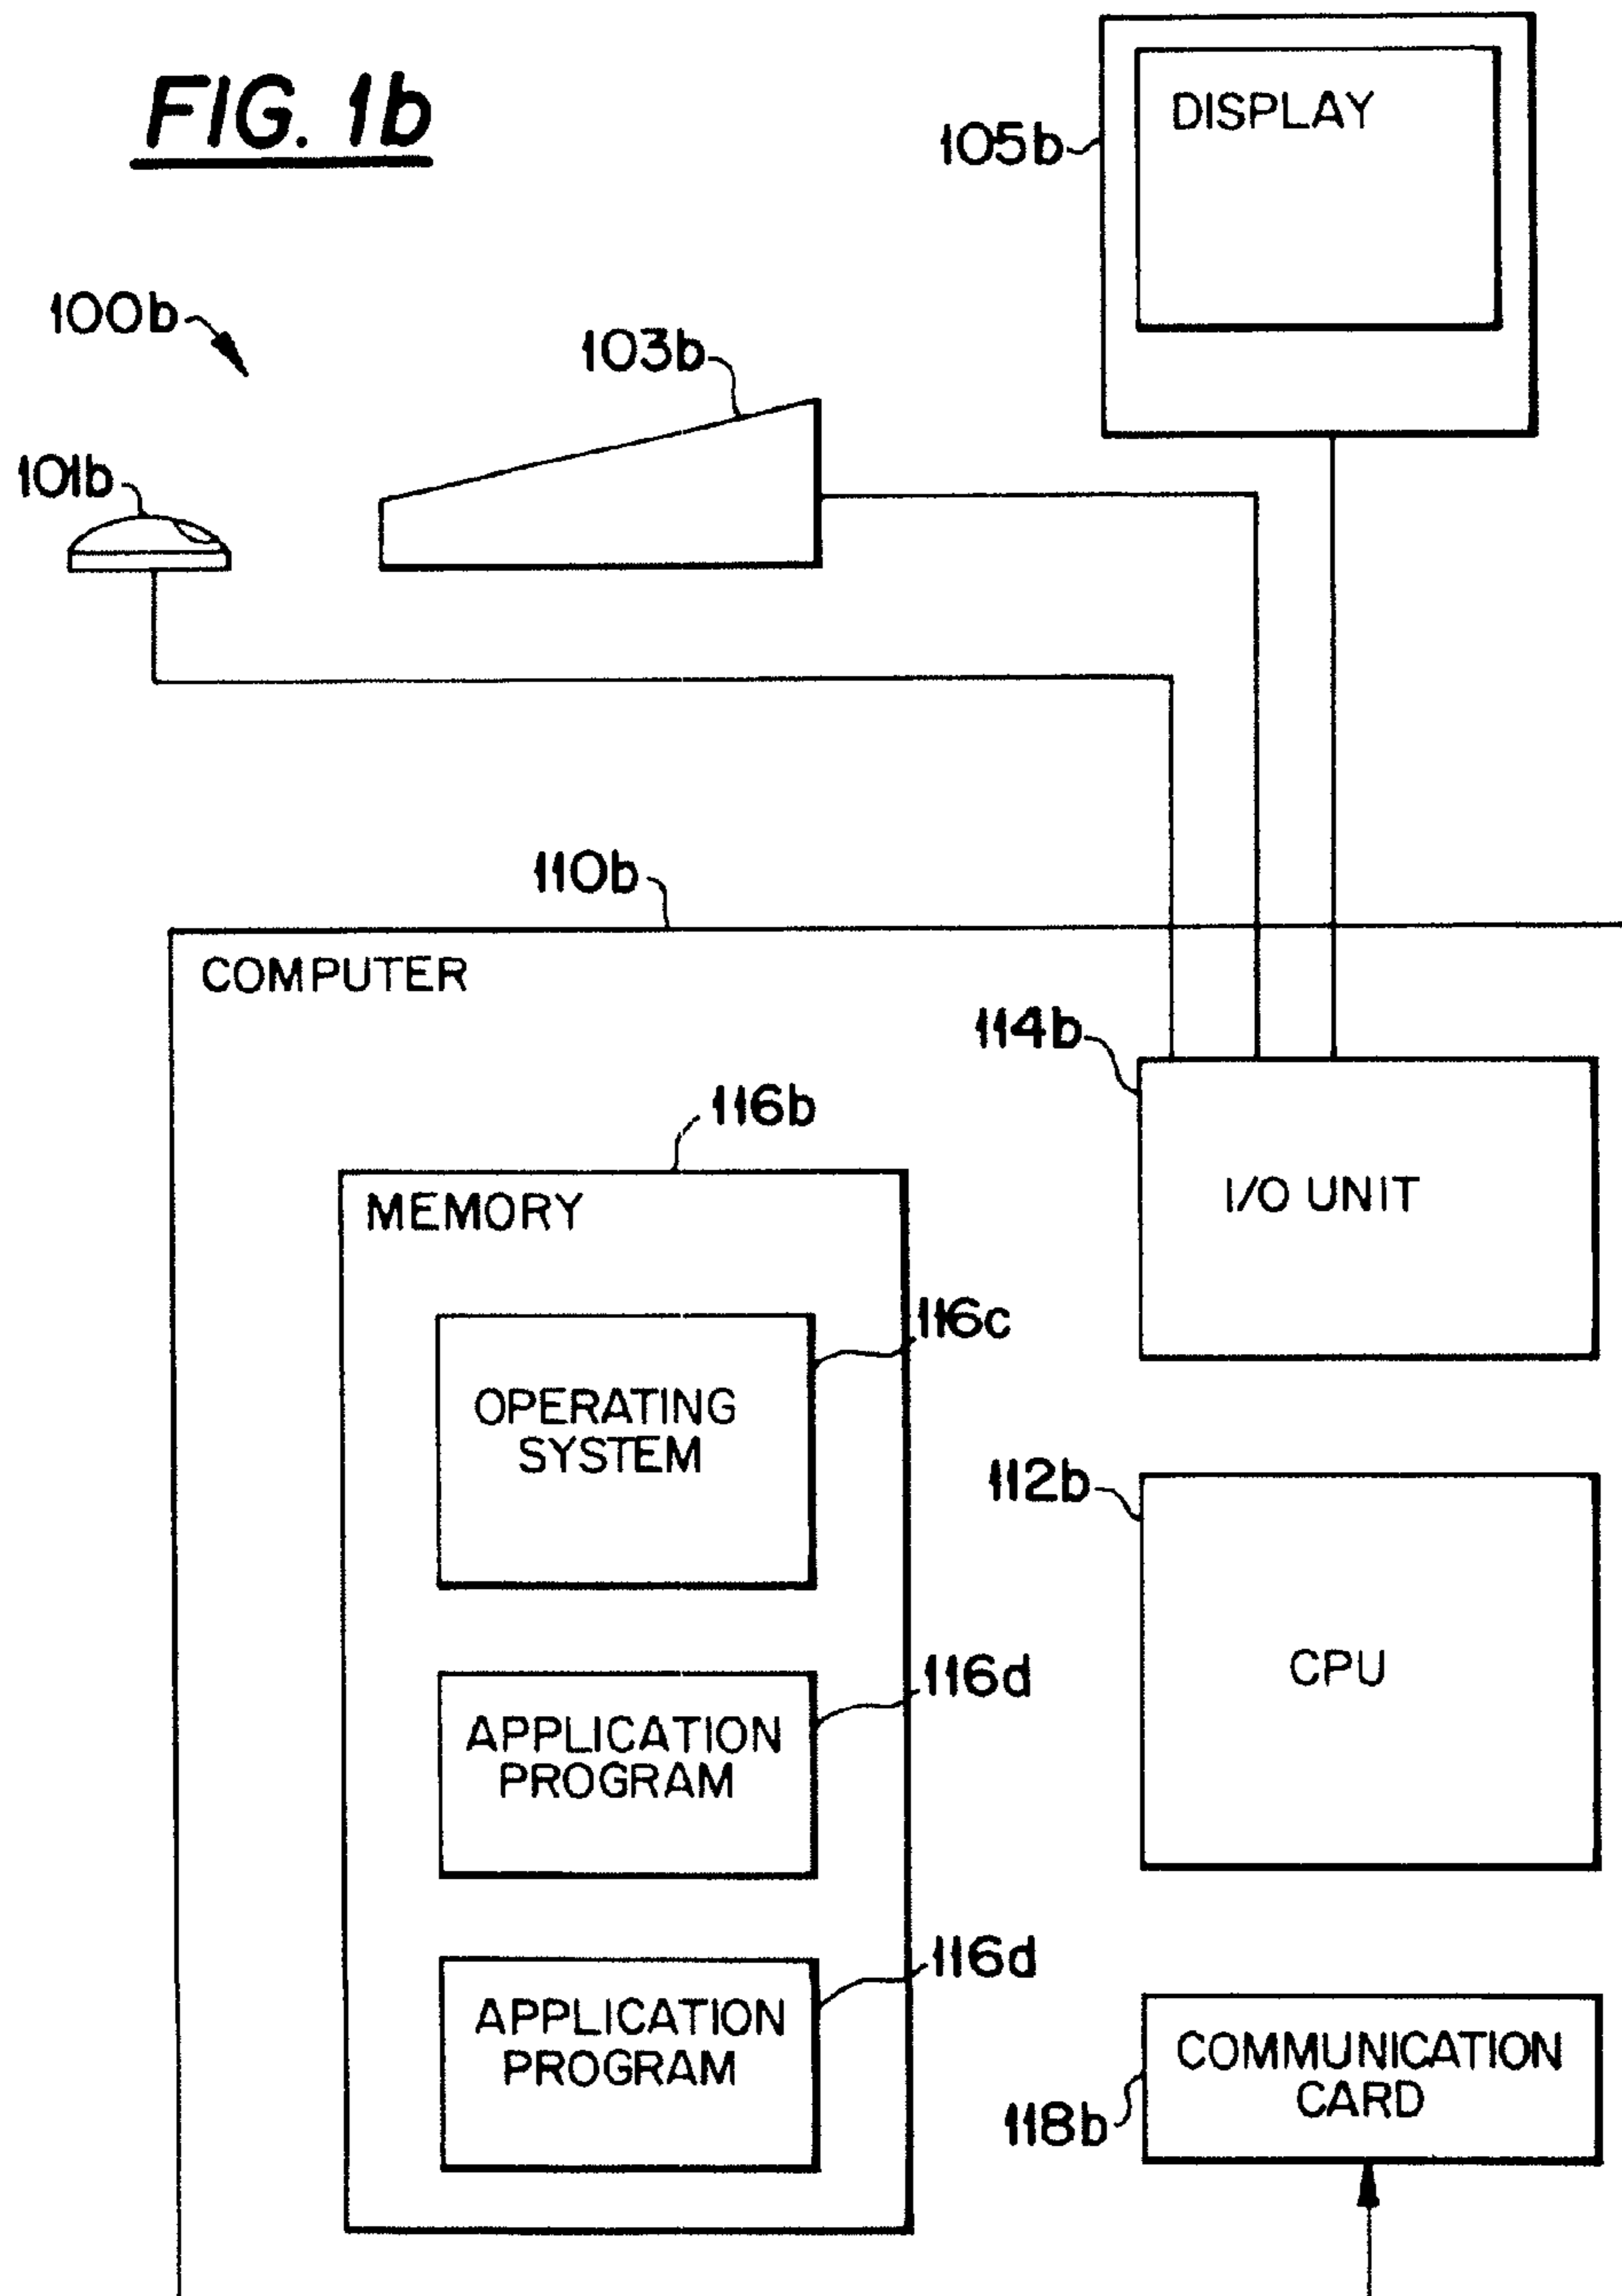 FIG. 1b
DISPLAY
105b
100b
103b
101b
110b
COMPUTER
114b
116b
I/O UNIT
MEMORY
116c
OPERATING
SYSTEM
112b
CPU
116d
APPLICATION
PROGRAM
116d
APPLICATION
PROGRAM
COMMUNICATION
CARD
118b